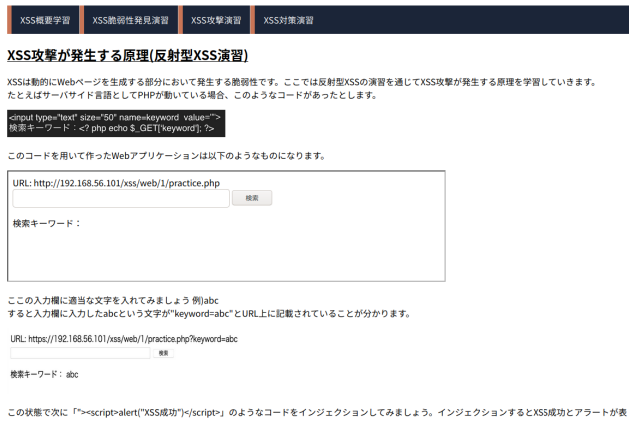 XSS概要学習 XSS脆弱性発見演習 XSS攻撃演習 XSS対策演習
XSS攻撃が発生する原理(反射型XSS演習)
XSSは動的にWebページを生成する部分において発生する脆弱性です。ここでは反射型XSSの演習を通じてXSS攻撃が発生する原理を学習していきます。
たとえばサーバサイド言語としてPHPが動いている場合、このようなコードがあったとします。
<input type="text" size="50" name=keyword value="">
検索キーワード：<? php echo $_GET['keyword']; ?>
このコードを用いて作ったWebアプリケーションは以下のようなものになります。
URL: http://192.168.56.101/xss/web/1/practice.php
検索
検索キーワード：
ここの入力欄に適当な文字を入れてみましょう 例)abc
すると入力欄に入力したabcという文字が"keyword=abc"とURL上に記載されていることが分かります。
URL: https://192.168.56.101/xss/web/1/practice.php?keyword=abc
検索
検索キーワード： abc
この状態で次に「"><script>alert("XSS成功")</script>」のようなコードをインジェクションしてみましょう。インジェクションするとXSS成功とアラートが表